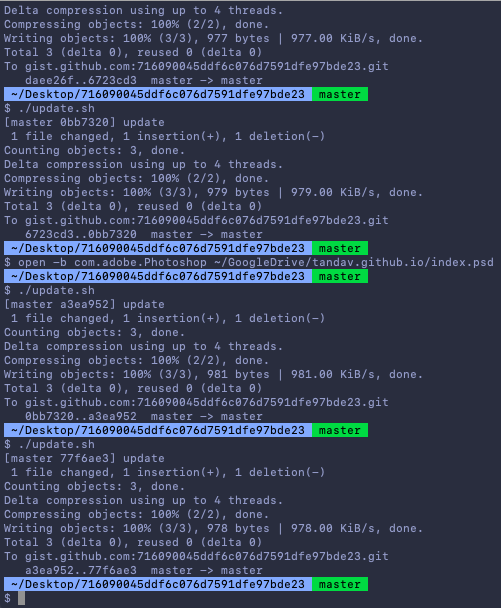 Delta compression using up to 4 threads.
Compressing objects: 100% (2/2), done.
Writing objects: 100% (3/3), 977 bytes | 977.00 KiB/s, done.
Total 3 (delta 0), reused 0 (delta 0)
To gist.github.com:716090045ddf6c076d7591dfe97bde23.git
   daee26f..6723cd3  master -> master
~/Desktop/716090045ddf6c076d7591dfe97bde23  master
$ ./update.sh
[master 0bb7320] update
 1 file changed, 1 insertion(+), 1 deletion(-)
Counting objects: 3, done.
Delta compression using up to 4 threads.
Compressing objects: 100% (2/2), done.
Writing objects: 100% (3/3), 979 bytes | 979.00 KiB/s, done.
Total 3 (delta 0), reused 0 (delta 0)
To gist.github.com:716090045ddf6c076d7591dfe97bde23.git
   6723cd3..0bb7320  master -> master
~/Desktop/716090045ddf6c076d7591dfe97bde23  master
$ open -b com.adobe.Photoshop ~/GoogleDrive/tandav.github.io/index.psd
~/Desktop/716090045ddf6c076d7591dfe97bde23  master
$ ./update.sh
[master a3ea952] update
 1 file changed, 1 insertion(+), 1 deletion(-)
Counting objects: 3, done.
Delta compression using up to 4 threads.
Compressing objects: 100% (2/2), done.
Writing objects: 100% (3/3), 981 bytes | 981.00 KiB/s, done.
Total 3 (delta 0), reused 0 (delta 0)
To gist.github.com:716090045ddf6c076d7591dfe97bde23.git
   0bb7320..a3ea952  master -> master
~/Desktop/716090045ddf6c076d7591dfe97bde23  master
$ ./update.sh
[master 77f6ae3] update
 1 file changed, 1 insertion(+), 1 deletion(-)
Counting objects: 3, done.
Delta compression using up to 4 threads.
Compressing objects: 100% (2/2), done.
Writing objects: 100% (3/3), 978 bytes | 978.00 KiB/s, done.
Total 3 (delta 0), reused 0 (delta 0)
To gist.github.com:716090045ddf6c076d7591dfe97bde23.git
   a3ea952..77f6ae3  master -> master
~/Desktop/716090045ddf6c076d7591dfe97bde23  master
$